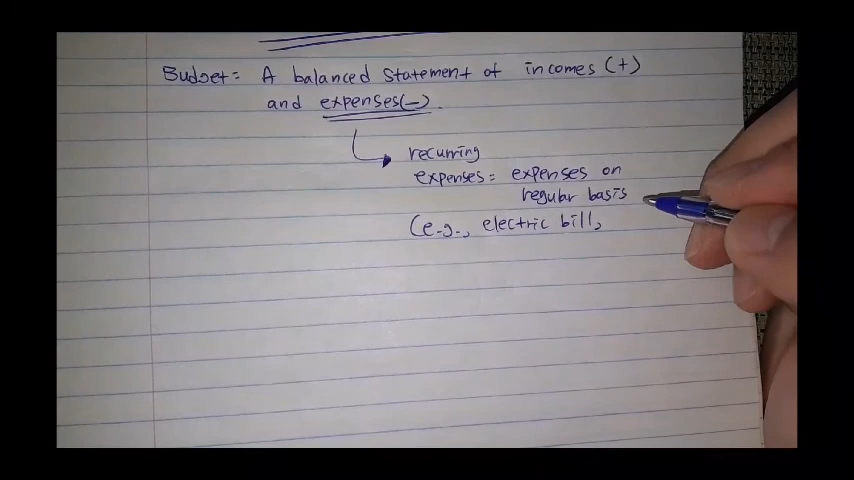 Budget= A balanced statement of incomes (+)
and expenses(-).
recurring
expenses= expenses on
regular basis
(e.g., electric bill,